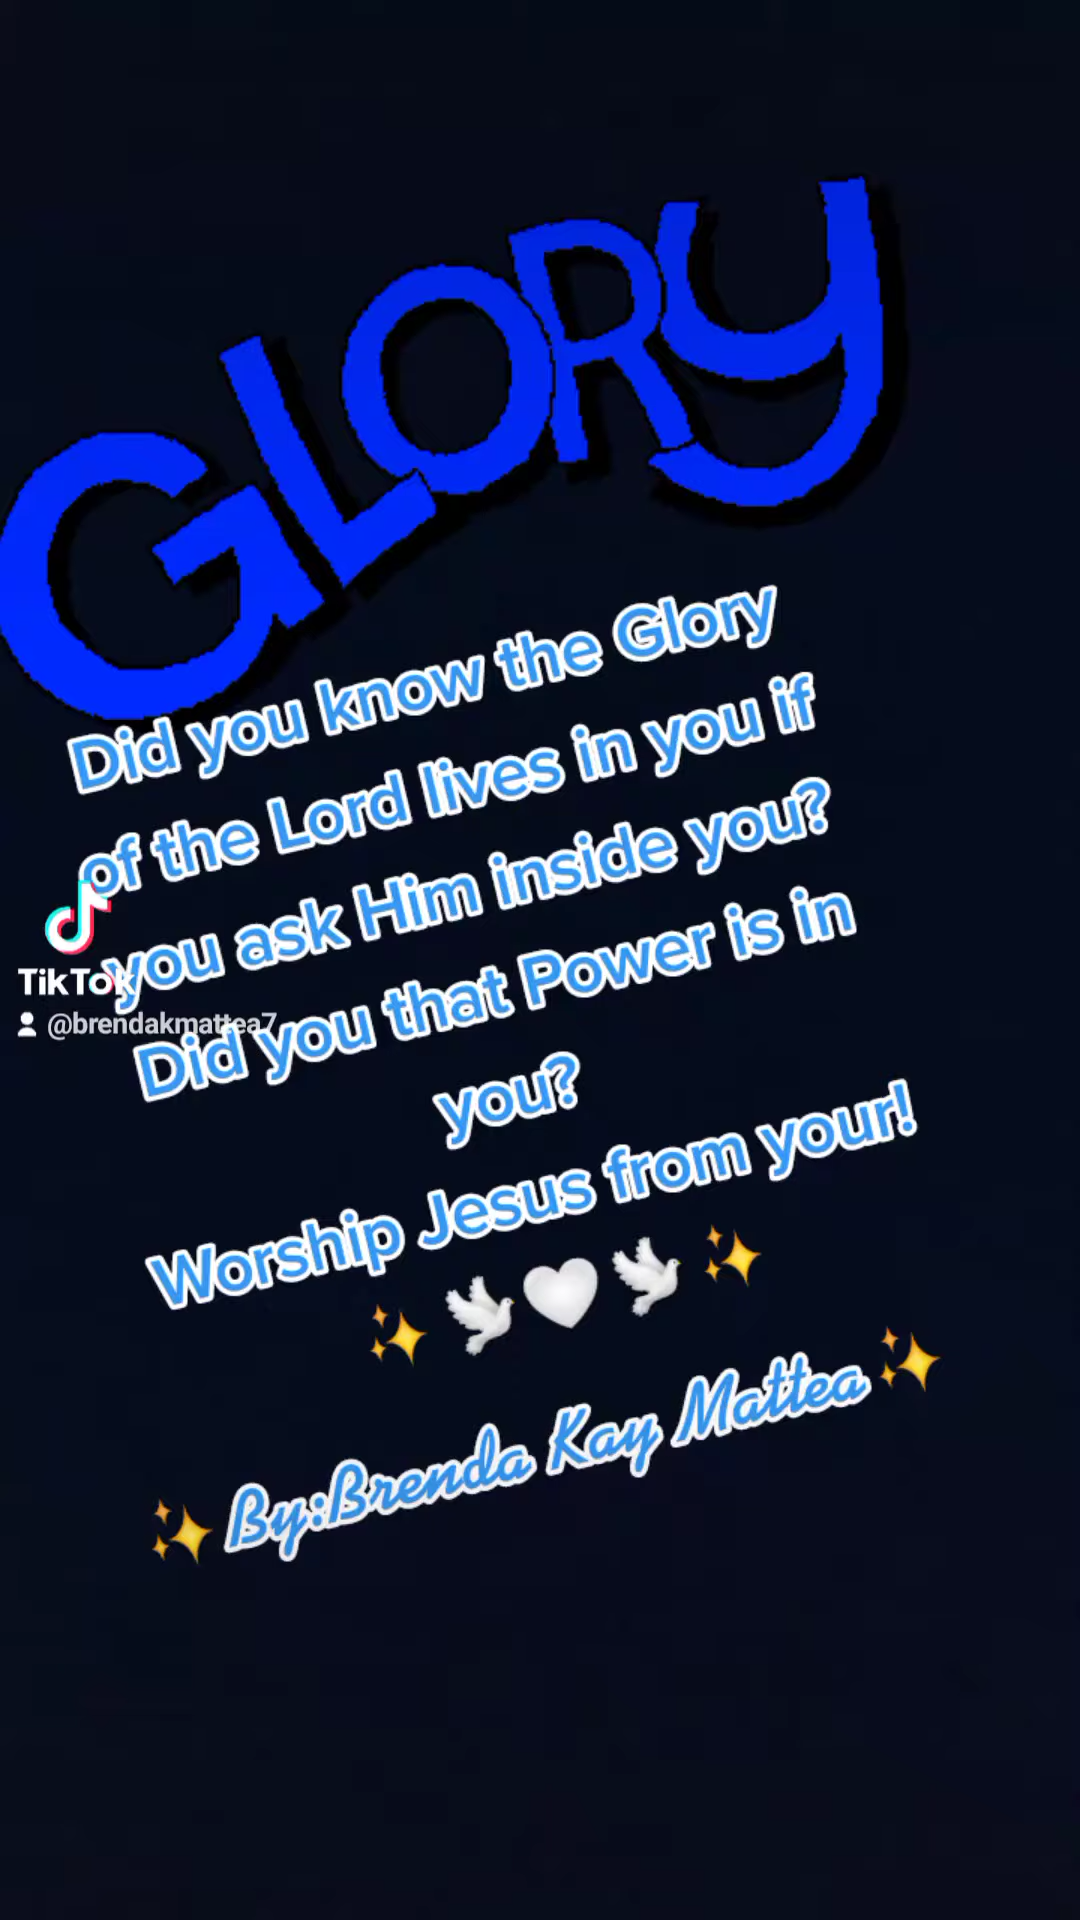 GLORY
Did you know the Glory
of the Lord lives in you if
you ask Him inside you?
Did you that Power is in
you?
Worship Jesus from your!
✨ 🕊🤍🕊 ✨
✨ By:Brenda Kay Mattea ✨
TikTok
@brendakmattea7